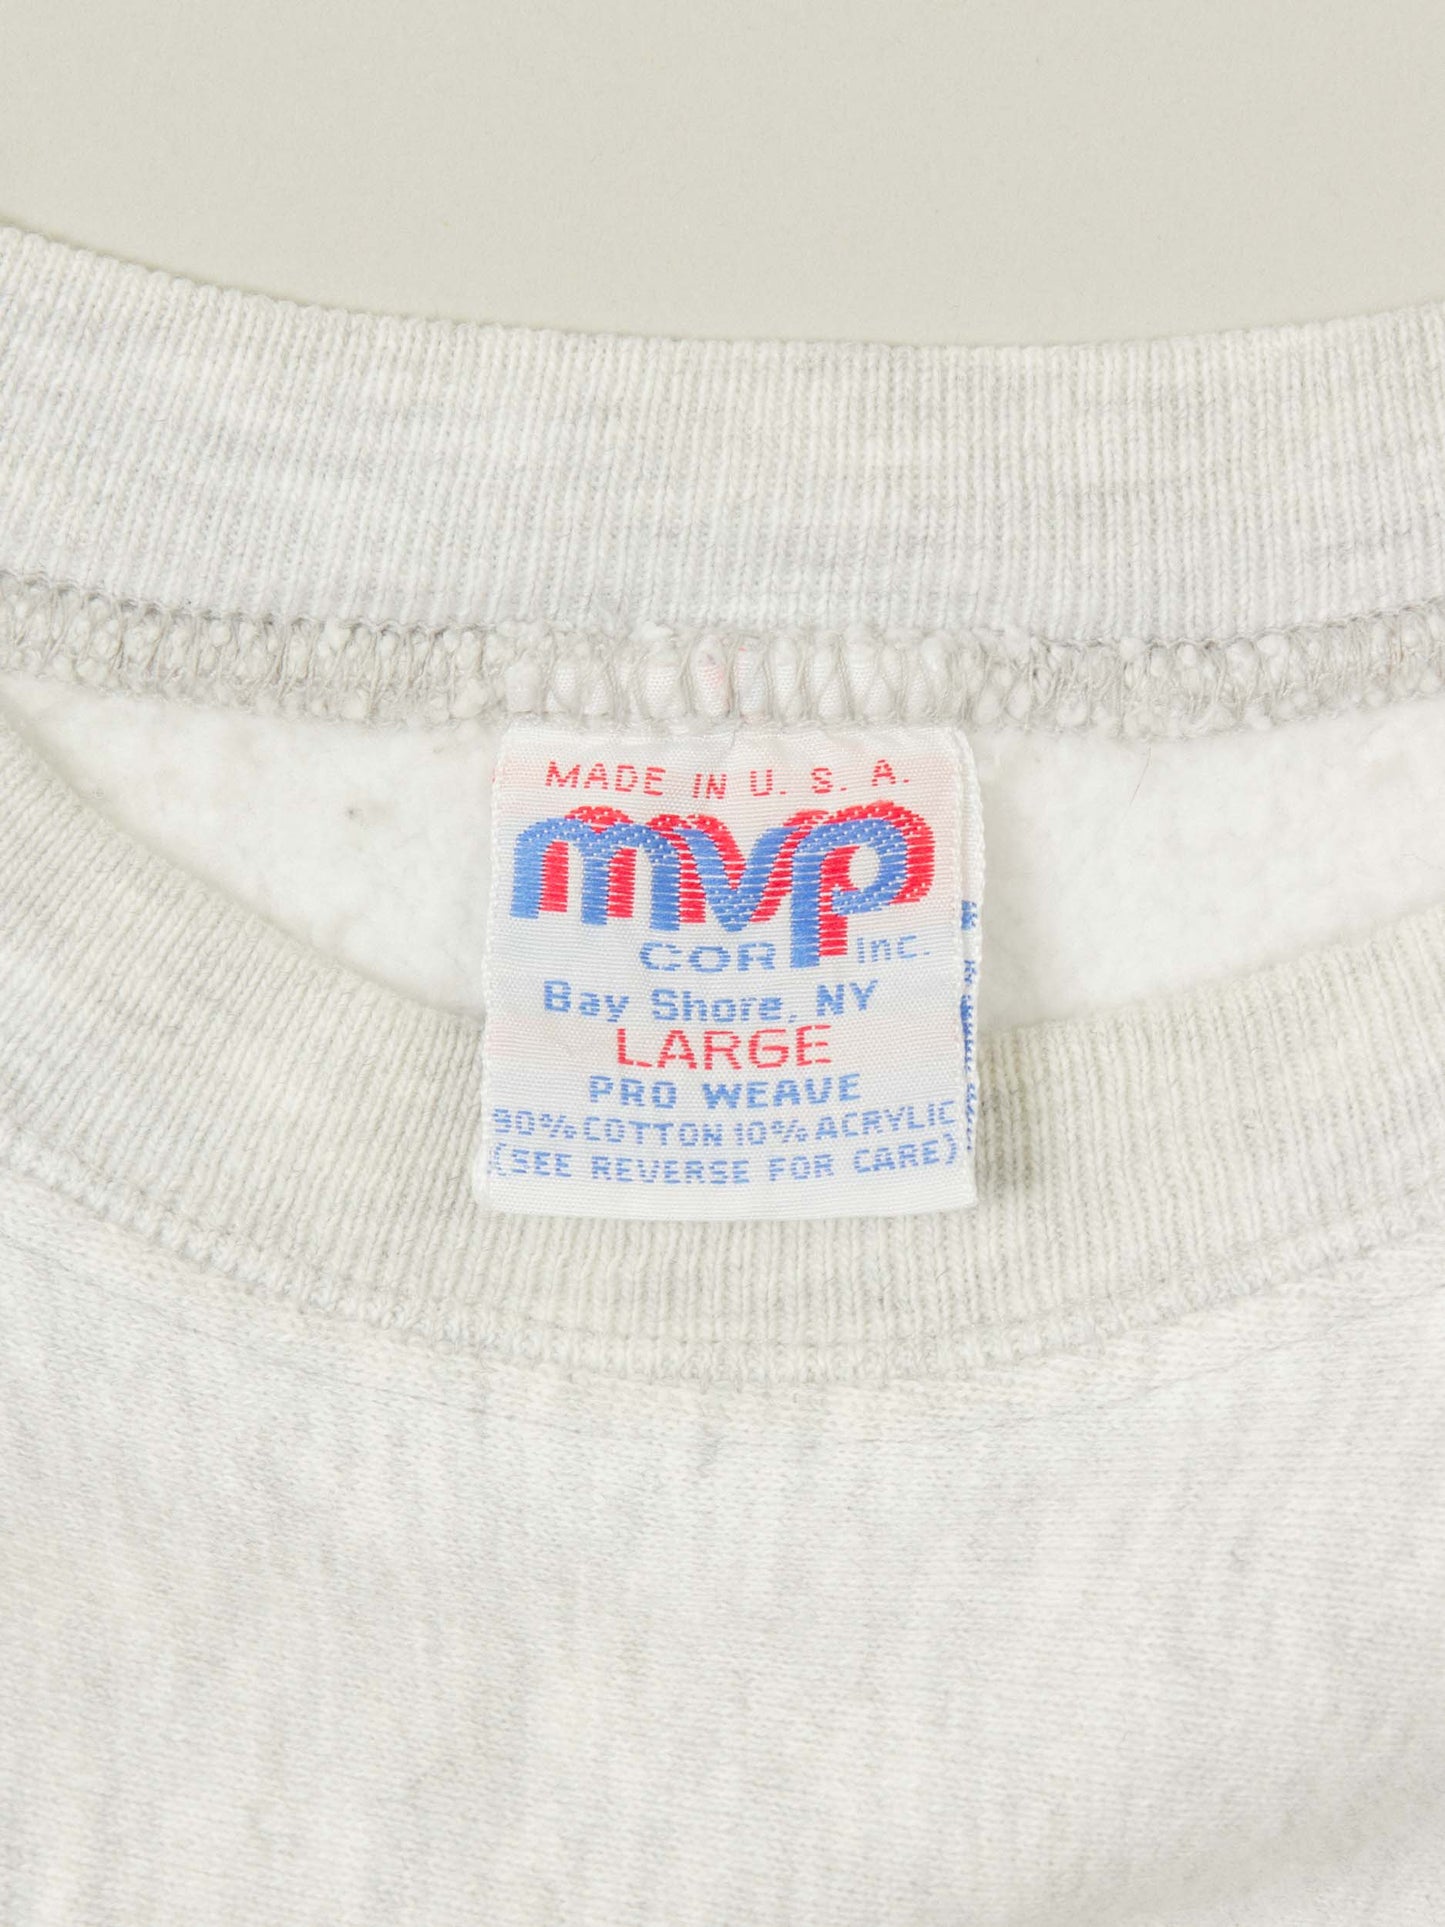 MADE IN U. S. A.
mvp
COR inc.
Bay Shore, NY
LARGE
PRO WEAVE
90% COTTON 10% ACRYLIC
(SEE REVERSE FOR CARE)